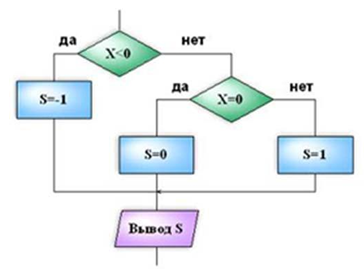 да
X<0
нет
S=-1
да
X=0
нет
S=0
S=1
Вывод S